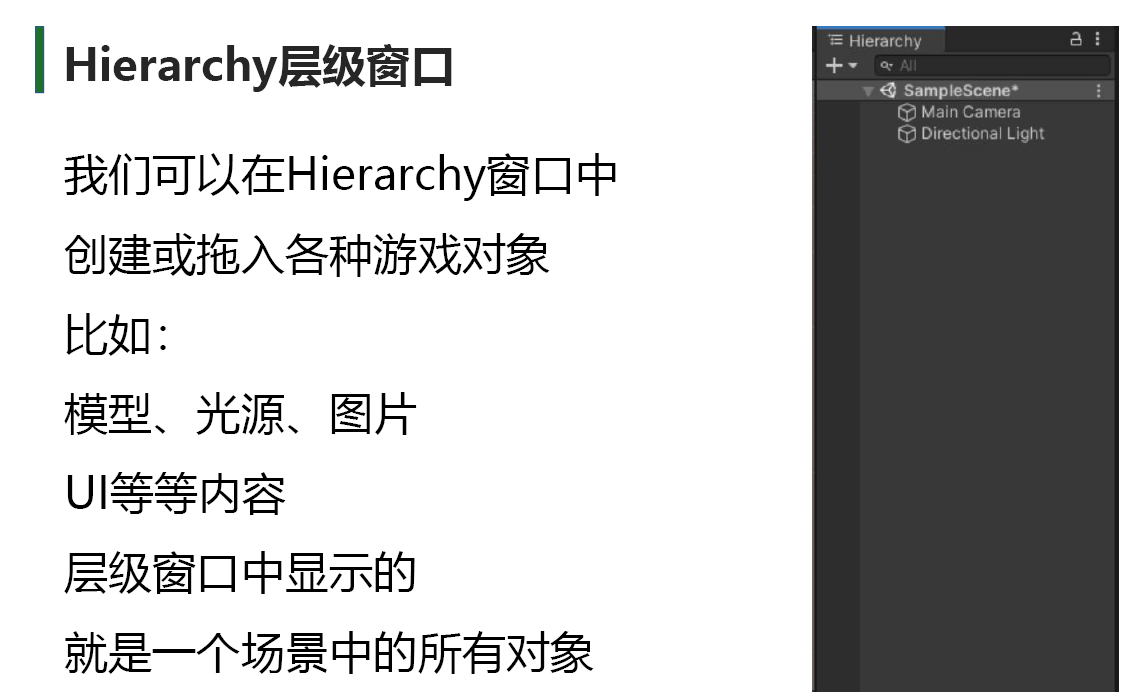 Hierarchy层级窗口
我们可以在Hierarchy窗口中
创建或拖入各种游戏对象
比如：
模型、光源、图片
UI等等内容
层级窗口中显示的
就是一个场景中的所有对象
Hierarchy
All
SampleScene*
Main Camera
Directional Light